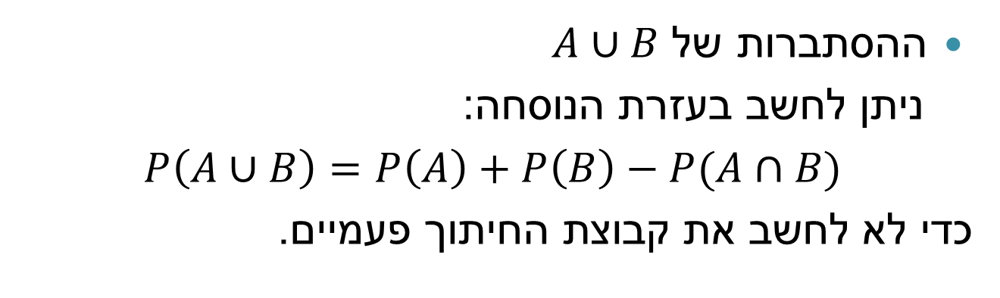 • ההסתברות של A ∪ B
ניתן לחשב בעזרת הנוסחה:
P(A ∪ B) = P(A) + P(B) − P(A ∩ B)
כדי לא לחשב את קבוצת החיתוך פעמיים.